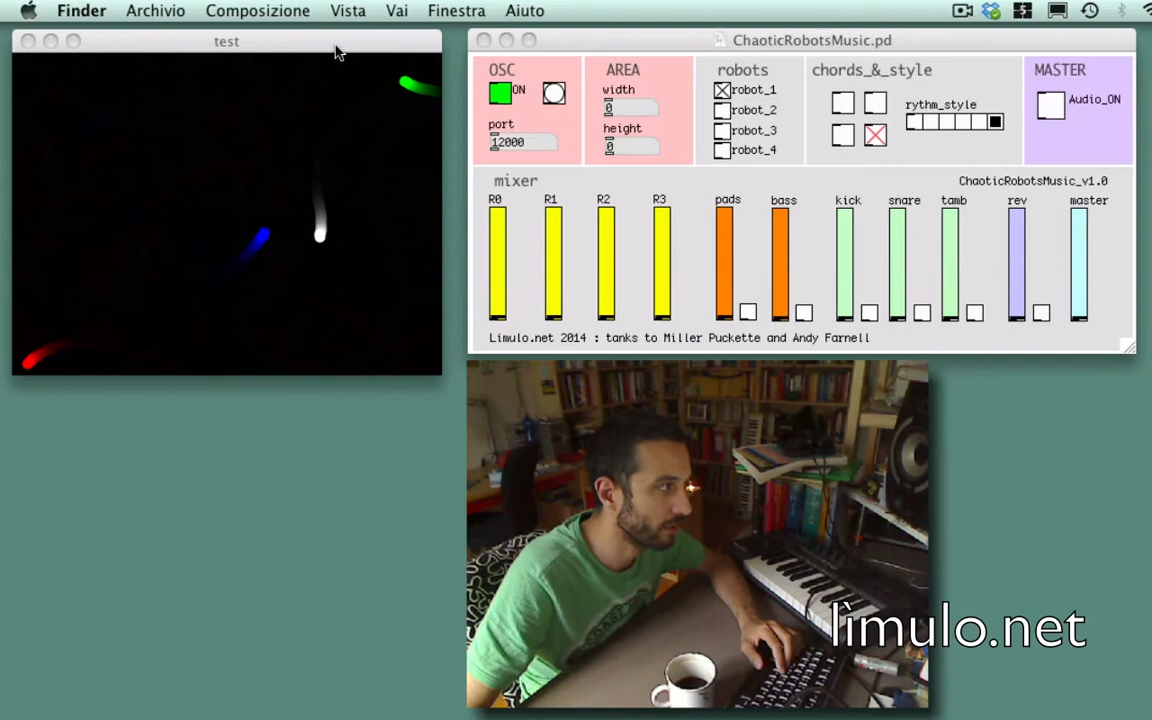 Finder Archivio Composizione Vista Vai Finestra Aiuto
test
ChaoticRobotsMusic.pd
OSC
ON
port
12000
AREA
width
0
height
0
robots
robot_1
robot_2
robot_3
robot_4
chords_&_style
rythm_style
MASTER
Audio_ON
mixer
ChaoticRobotsMusic_v1.0
R0 R1 R2 R3 pads bass kick snare tamb rev master
Limulo.net 2014 : tanks to Miller Puckette and Andy Farnell
lìmulo.net